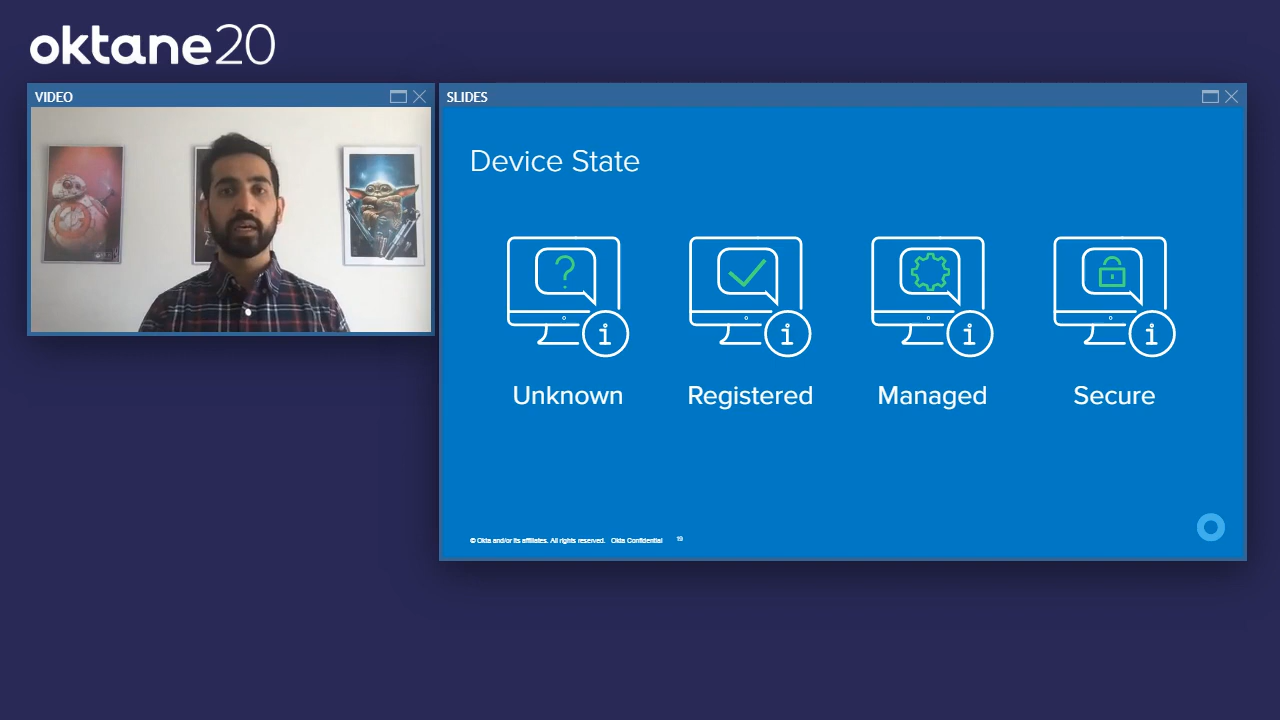 oktane20
VIDEO
SLIDES
Device State
?
i
i
i
i
Unknown
Registered
Managed
Secure
© Okta and/or its affiliates. All rights reserved. Okta Confidential 19